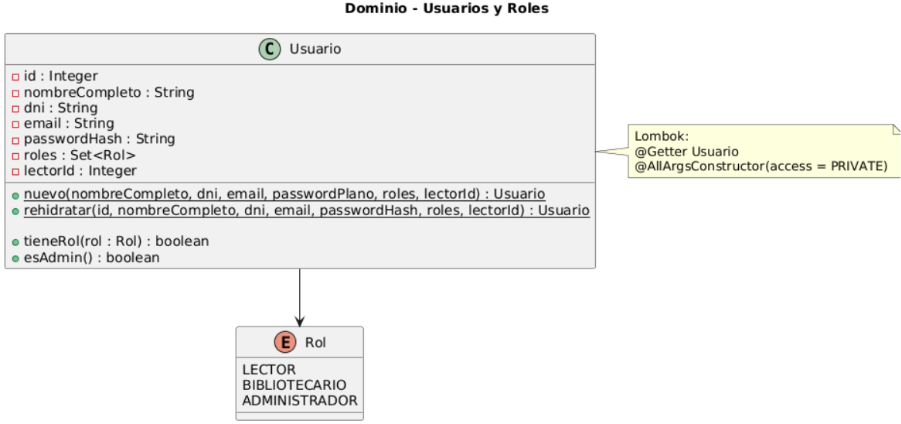 Dominio - Usuarios y Roles
C Usuario
id : Integer
nombreCompleto : String
dni : String
email : String
passwordHash : String
roles : Set<Rol>
lectorId : Integer
nuevo(nombreCompleto, dni, email, passwordPlano, roles, lectorId) : Usuario
rehidratar(id, nombreCompleto, dni, email, passwordHash, roles, lectorId) : Usuario
tieneRol(rol : Rol) : boolean
esAdmin() : boolean
Lombok:
@Getter Usuario
@AllArgsConstructor(access = PRIVATE)
E Rol
LECTOR
BIBLIOTECARIO
ADMINISTRADOR